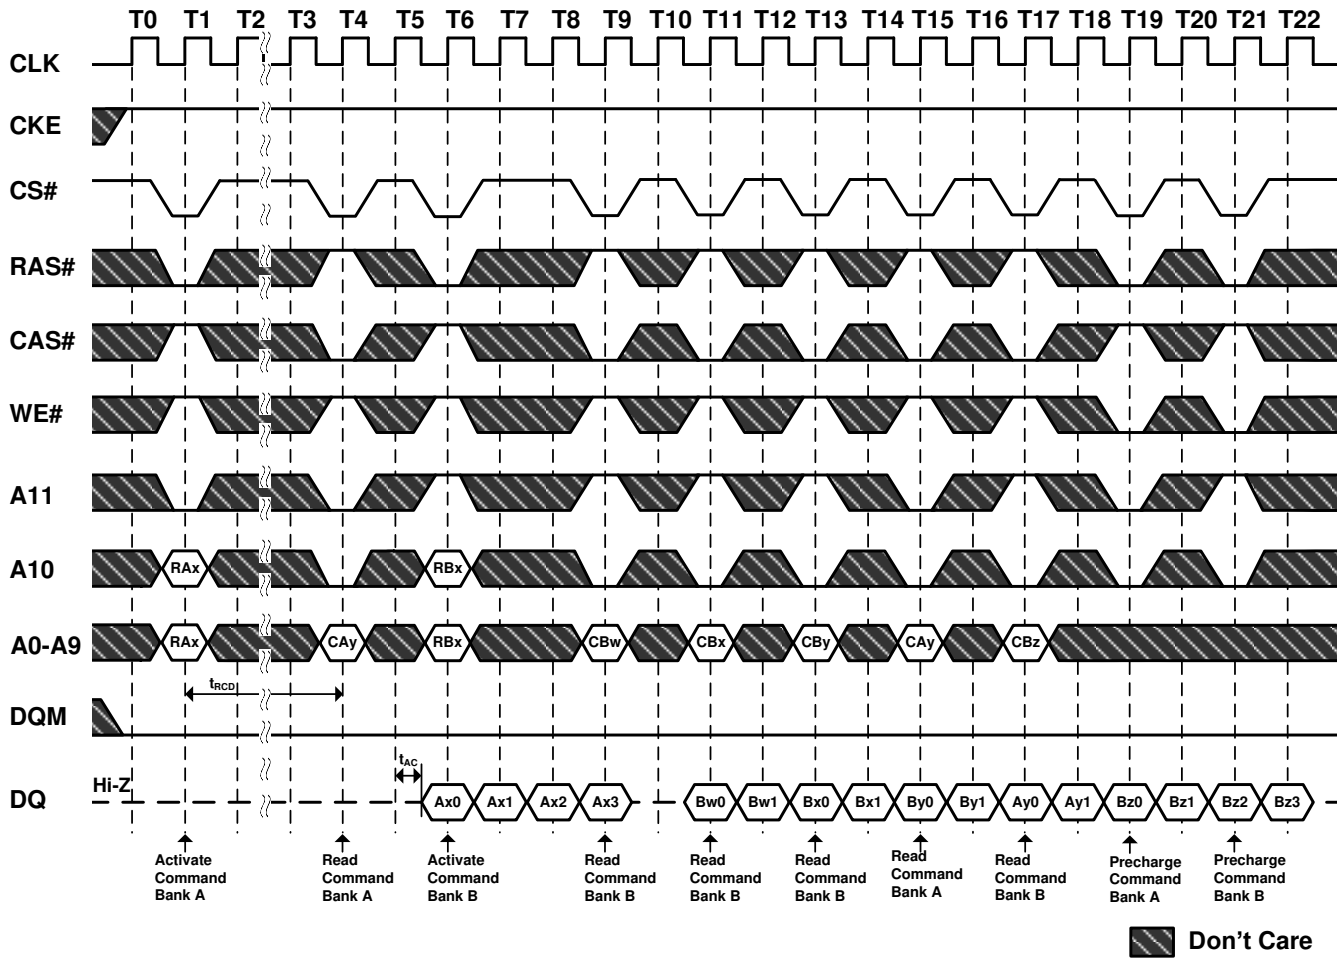 T0 T1 T2 T3 T4 T5 T6 T7 T8 T9 T10 T11 T12 T13 T14 T15 T16 T17 T18 T19 T20 T21 T22
CLK
CKE
CS#
RAS#
CAS#
WE#
A11
A10 RAx RBx
A0-A9 RAx CAy RBx CBw CBx CBy CAy CBz
tRCD
DQM
tAC
Hi-Z
DQ Ax0 Ax1 Ax2 Ax3 Bw0 Bw1 Bx0 Bx1 By0 By1 Ay0 Ay1 Bz0 Bz1 Bz2 Bz3
Activate
Command
Bank A
Read
Command
Bank A
Activate
Command
Bank B
Read
Command
Bank B
Read
Command
Bank B
Read
Command
Bank B
Read
Command
Bank A
Read
Command
Bank B
Precharge
Command
Bank A
Precharge
Command
Bank B
Don't Care